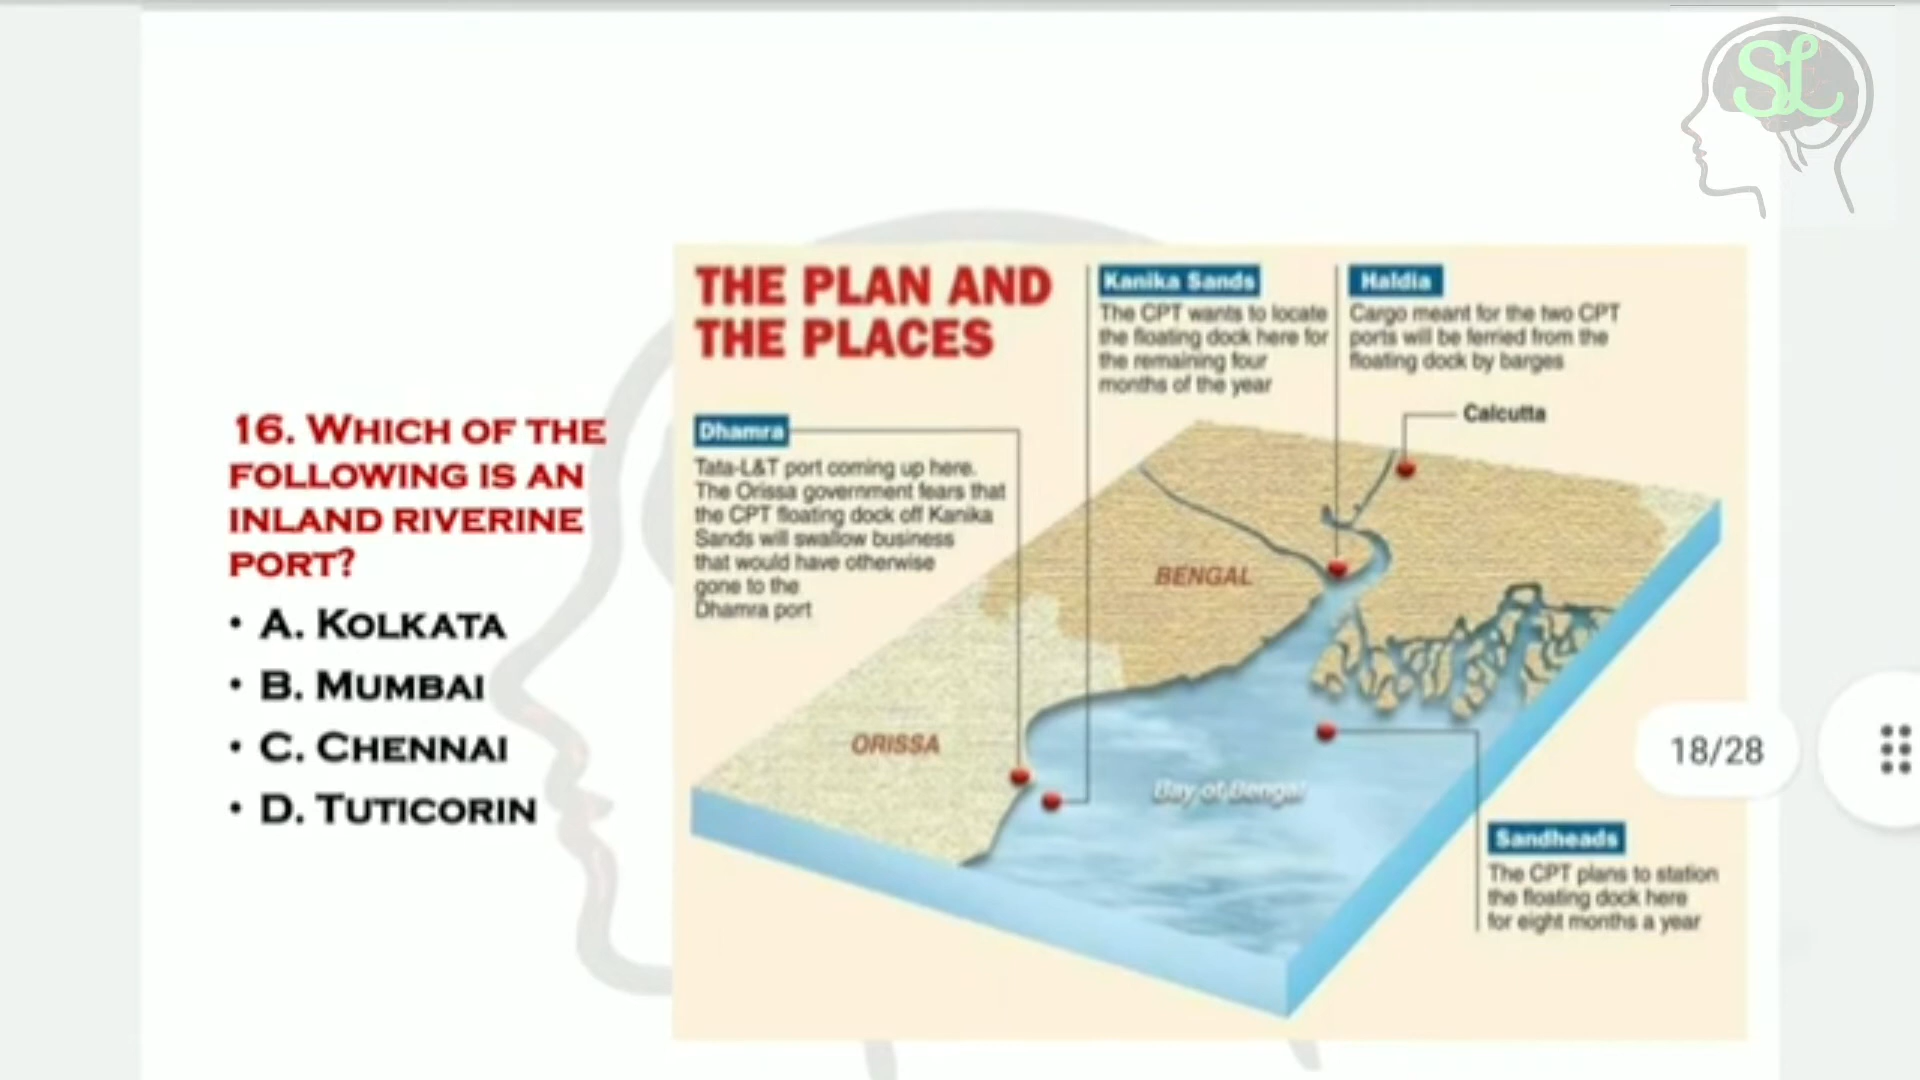 SL
16. WHICH OF THE
FOLLOWING IS AN
INLAND RIVERINE
PORT?
• A. KOLKATA
• B. MUMBAI
• C. CHENNAI
• D. TUTICORIN
THE PLAN AND
THE PLACES
Dhamra
Tata-L&T port coming up here.
The Orissa government fears that
the CPT floating dock off Kanika
Sands will swallow business
that would have otherwise
gone to the
Dhamra port
Kanika Sands
The CPT wants to locate
the floating dock here for
the remaining four
months of the year
Haldia
Cargo meant for the two CPT
ports will be ferried from the
floating dock by barges
Calcutta
BENGAL
ORISSA
Bay of Bengal
Sandheads
The CPT plans to station
the floating dock here
for eight months a year
18/28